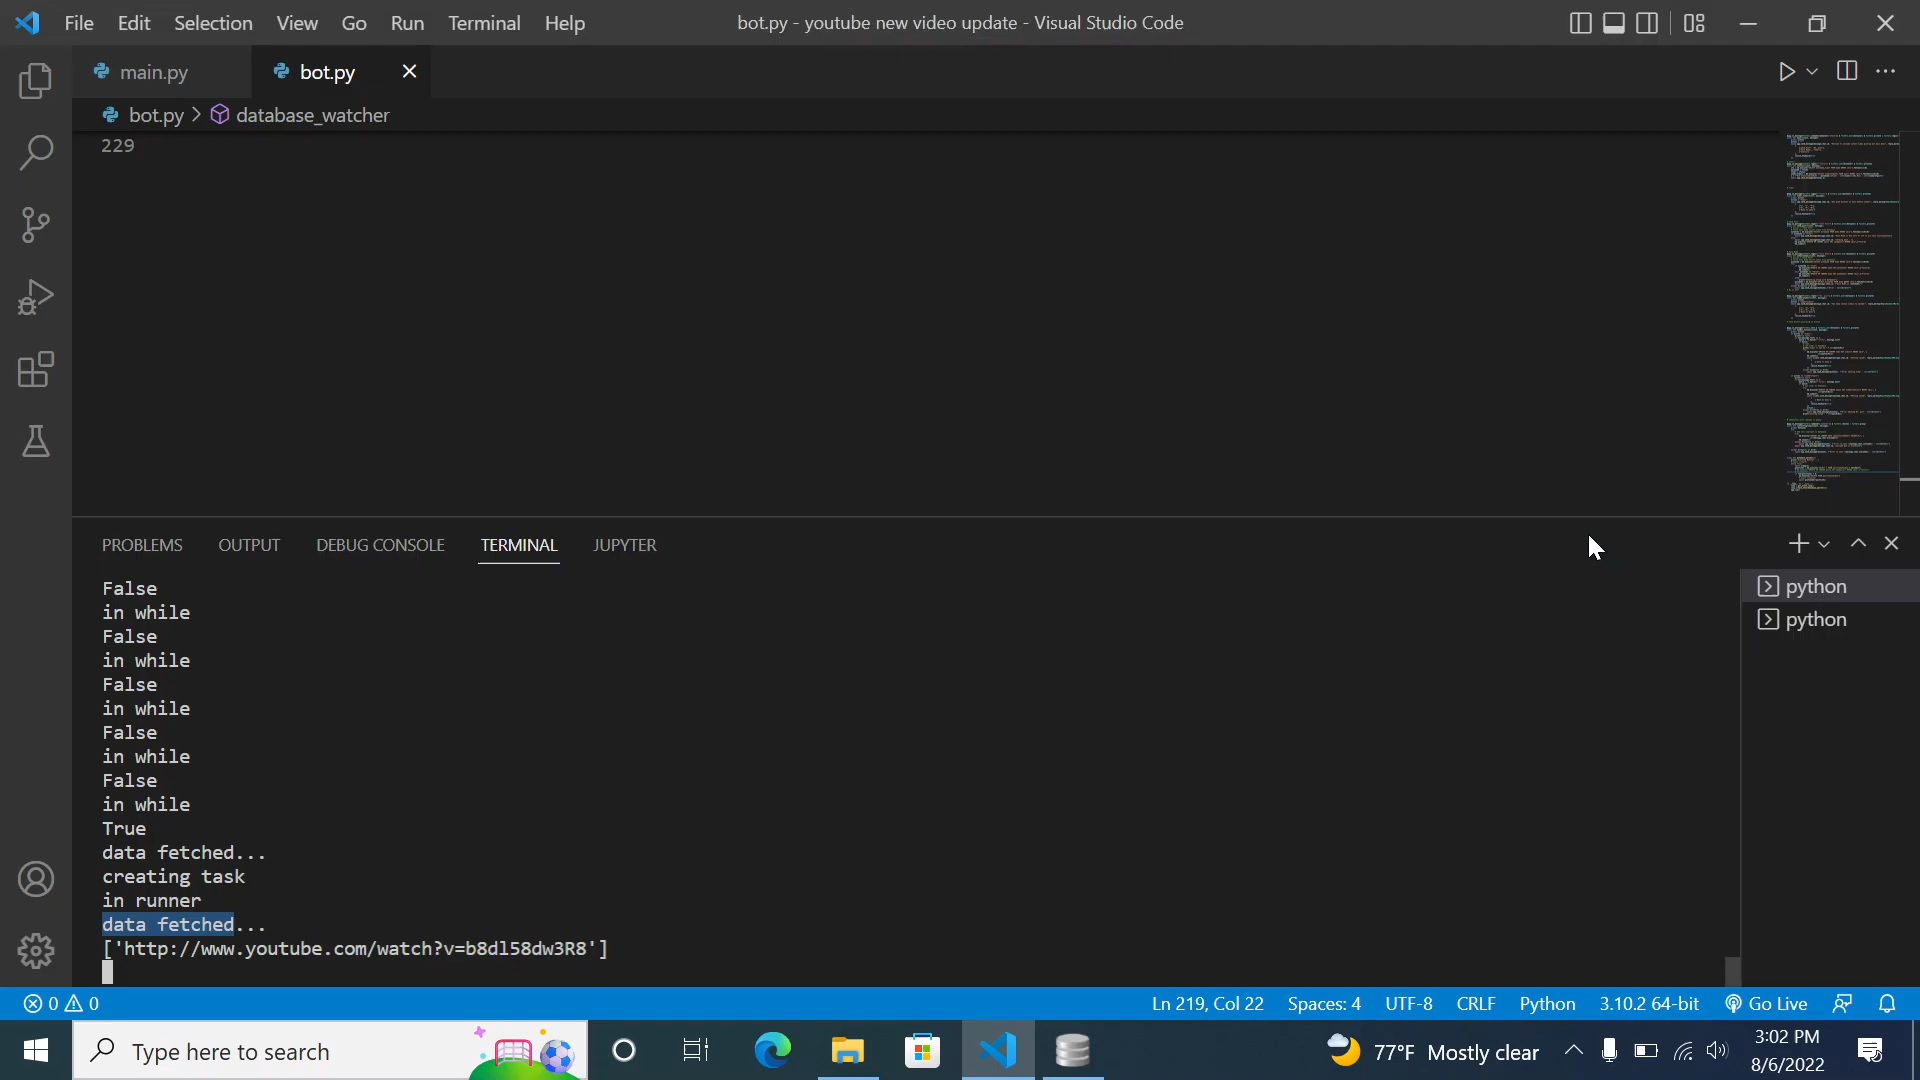 File Edit Selection View Go Run Terminal Help
bot.py - youtube new video update - Visual Studio Code
main.py
bot.py
bot.py > database_watcher
229
PROBLEMS OUTPUT DEBUG CONSOLE TERMINAL JUPYTER
False
in while
False
in while
False
in while
False
in while
False
in while
True
data fetched...
creating task
in runner
data fetched...
['http://www.youtube.com/watch?v=b8dl58dw3R8']
python
python
0 0
Ln 219, Col 22 Spaces: 4 UTF-8 CRLF Python 3.10.2 64-bit Go Live
Type here to search
77°F Mostly clear
3:02 PM
8/6/2022